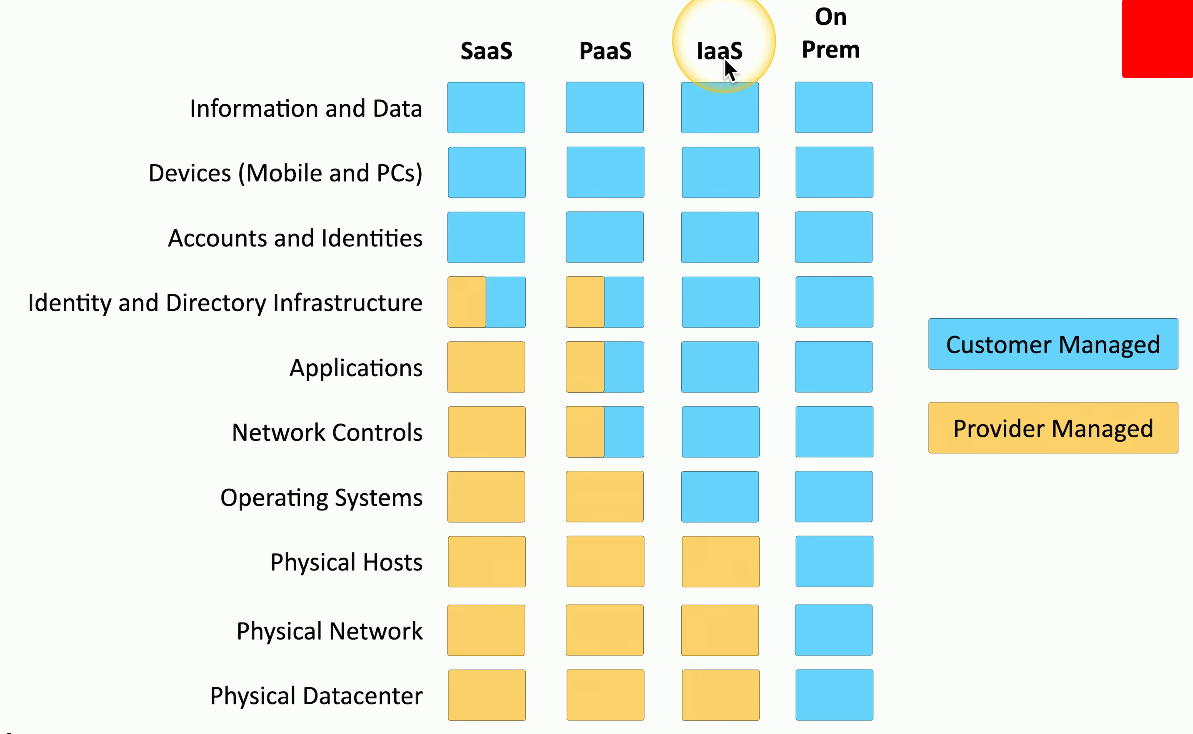 On
SaaS PaaS IaaS Prem
Information and Data
Devices (Mobile and PCs)
Accounts and Identities
Identity and Directory Infrastructure
Customer Managed
Applications
Provider Managed
Network Controls
Operating Systems
Physical Hosts
Physical Network
Physical Datacenter